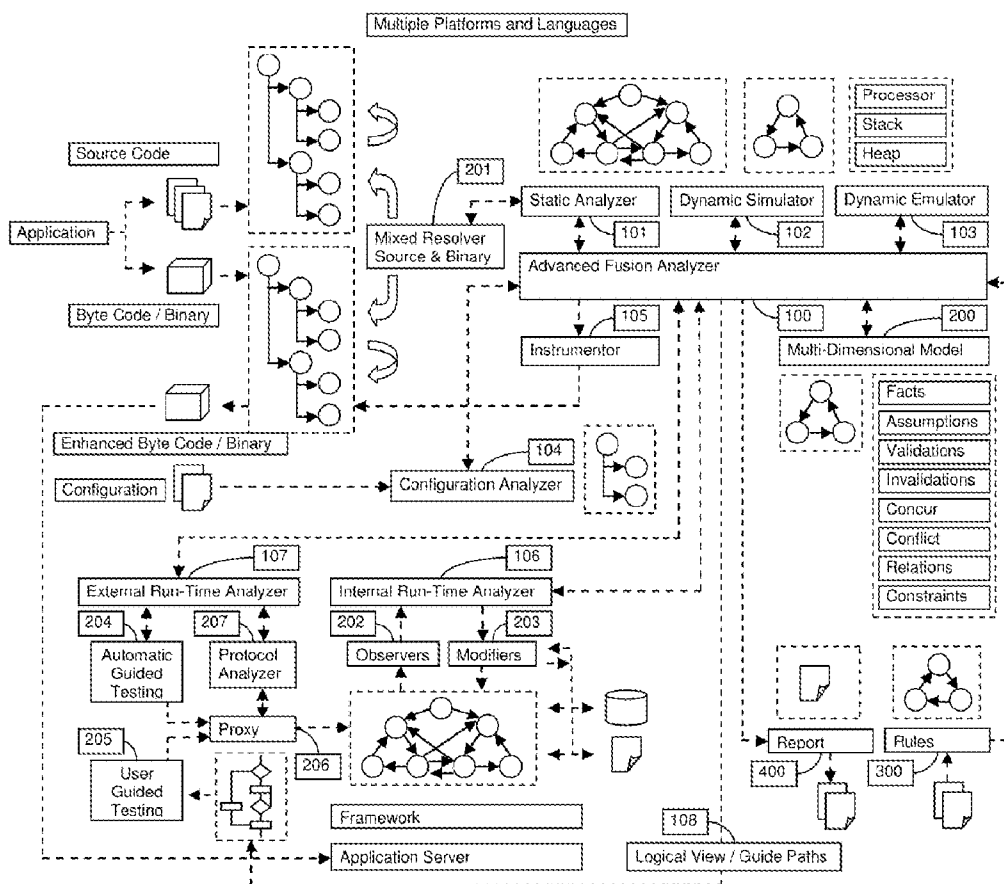 Multiple Platforms and Languages
Processor
Stack
Heap
Source Code
201
Static Analyzer
Dynamic Simulator
Dynamic Emulator
Application
Mixed Resolver
Source & Binary
101
102
103
Advanced Fusion Analyzer
Byte Code / Binary
105
100
200
Instrumentor
Multi-Dimensional Model
Enhanced Byte Code / Binary
104
Configuration
Configuration Analyzer
Facts
Assumptions
Validations
Invalidations
Concur
Conflict
Relations
Constraints
107
106
External Run-Time Analyzer
Internal Run-Time Analyzer
204
207
202
203
Automatic
Guided
Testing
Protocol
Analyzer
Observers
Modifiers
205
Proxy
206
User
Guided
Testing
Report
Rules
400
300
Framework
108
Application Server
Logical View / Guide Paths